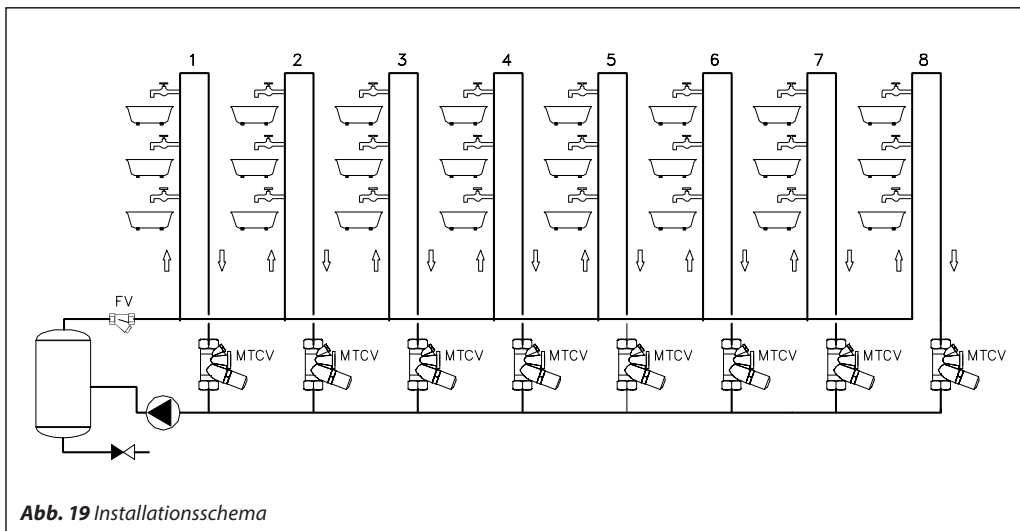 1 2 3 4 5 6 7 8
FV
MTCV MTCV MTCV MTCV MTCV MTCV MTCV MTCV
Abb. 19 Installationsschema